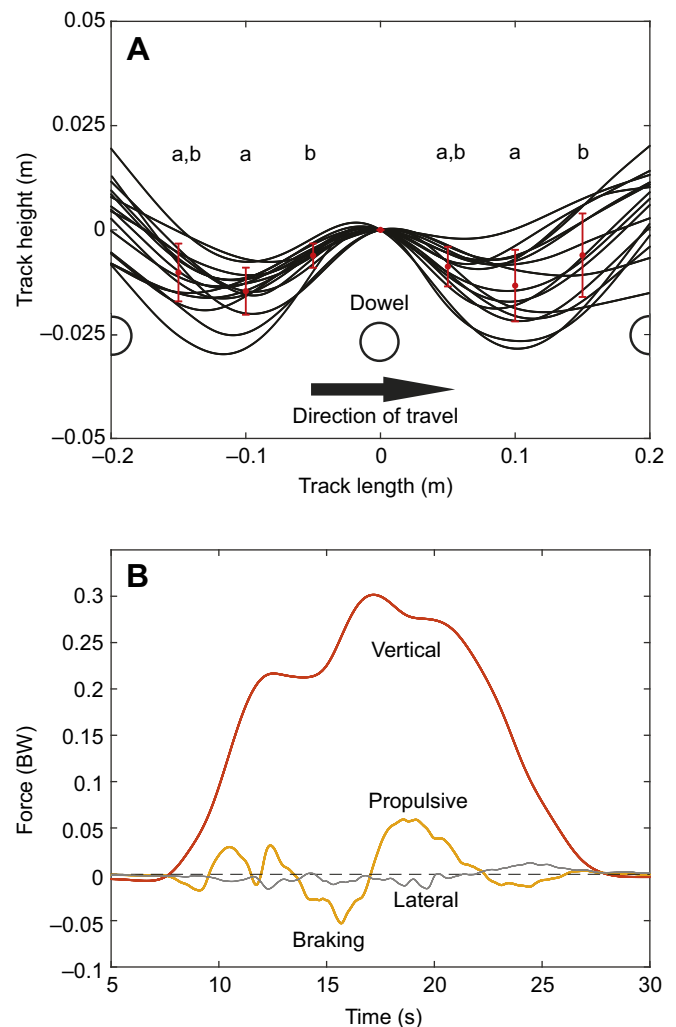 A
0.05
0.025
0
−0.025
−0.05
Track height (m)
a,b a b a,b a b
Dowel
Direction of travel
−0.2 −0.1 0 0.1 0.2
Track length (m)
B
0.3
0.25
0.2
0.15
0.1
0.05
0
−0.05
−0.1
Force (BW)
Vertical
Propulsive
Lateral
Braking
5 10 15 20 25 30
Time (s)